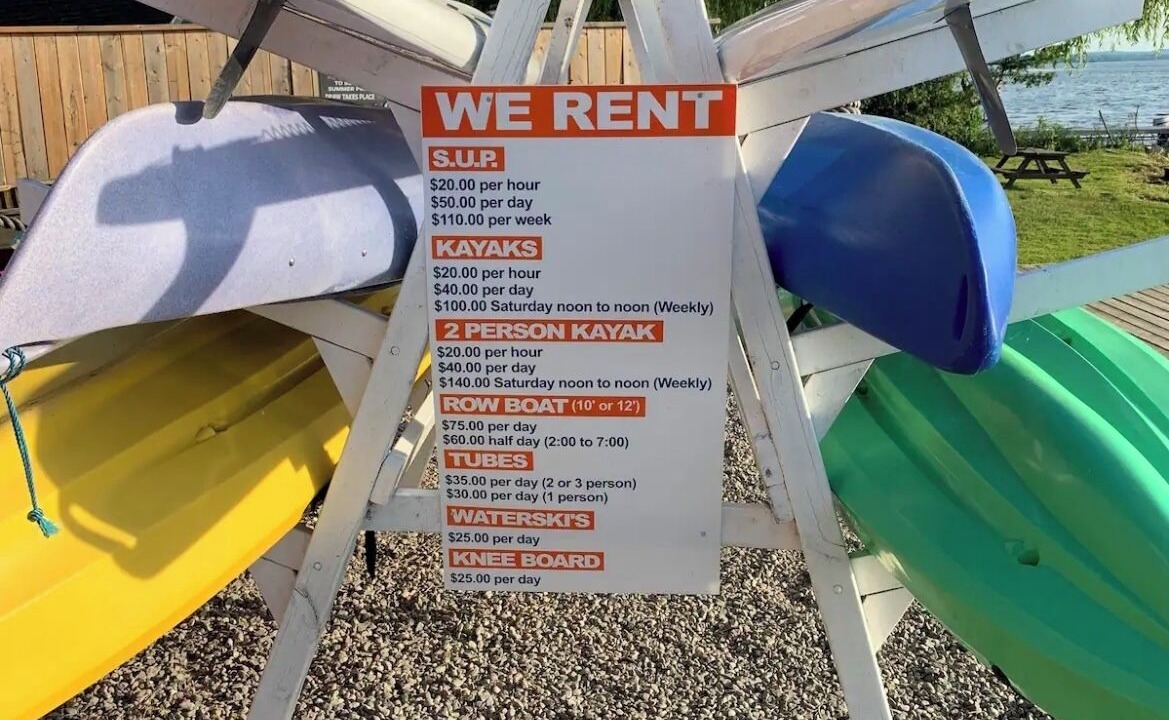 WE RENT
S.U.P.
$20.00 per hour
$50.00 per day
$110.00 per week
KAYAKS
$20.00 per hour
$40.00 per day
$100.00 Saturday noon to noon (Weekly)
2 PERSON KAYAK
$20.00 per hour
$40.00 per day
$140.00 Saturday noon to noon (Weekly)
ROW BOAT (10' or 12')
$75.00 per day
$60.00 half day (2:00 to 7:00)
TUBES
$35.00 per day (2 or 3 person)
$30.00 per day (1 person)
WATERSKI'S
$25.00 per day
KNEE BOARD
$25.00 per day
SUMMER
DRAW TAKES PLACE